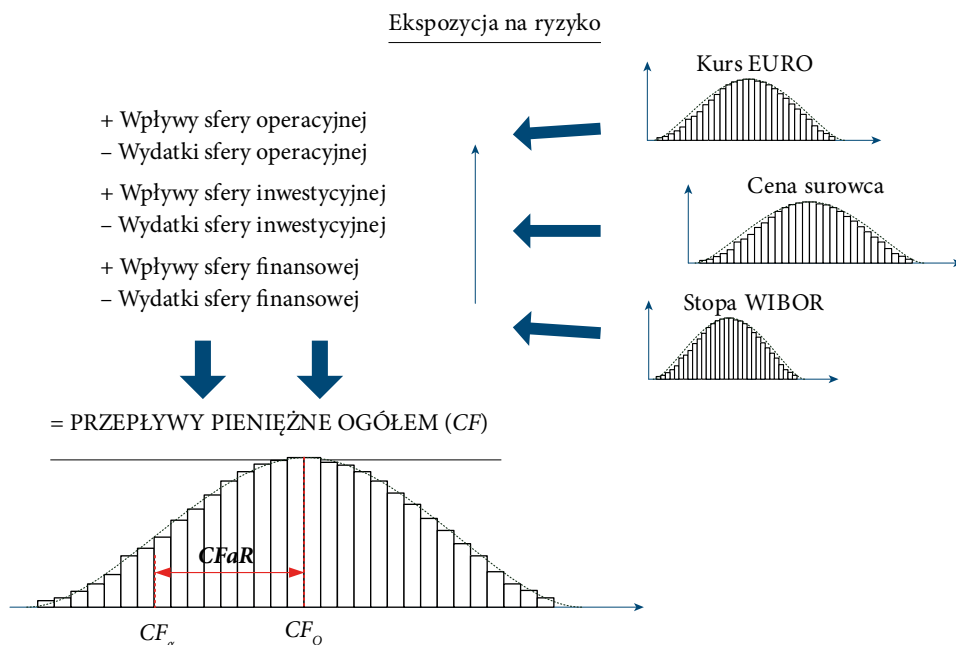 Ekspozycja na ryzyko
Kurs EURO
+ Wpływy sfery operacyjnej
– Wydatki sfery operacyjnej
+ Wpływy sfery inwestycyjnej
– Wydatki sfery inwestycyjnej
+ Wpływy sfery finansowej
– Wydatki sfery finansowej
Cena surowca
Stopa WIBOR
= PRZEPŁYWY PIENIĘŻNE OGÓŁEM (CF)
CFaR
CFα CFO